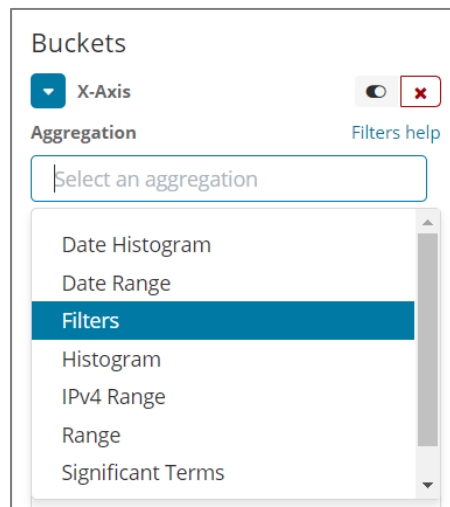 Buckets
X-Axis
Aggregation Filters help
Select an aggregation
Date Histogram
Date Range
Filters
Histogram
IPv4 Range
Range
Significant Terms